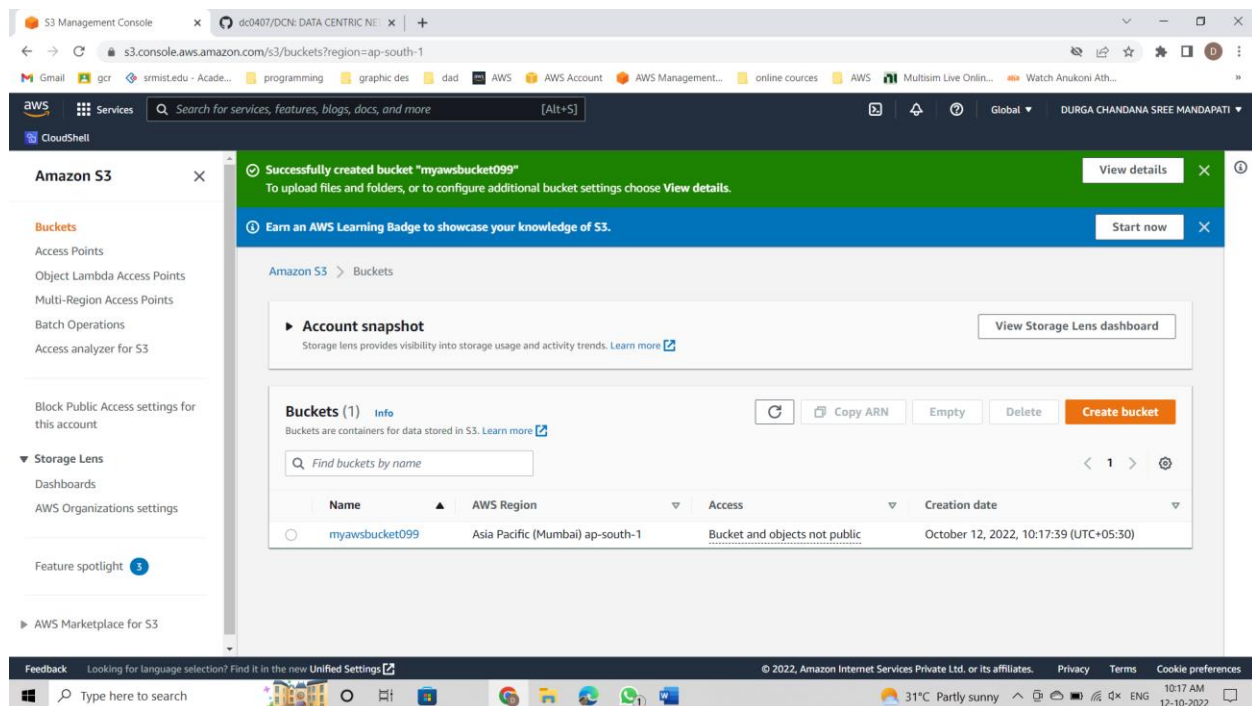 S3 Management Console
dc0407/DCN: DATA CENTRIC NE
s3.console.aws.amazon.com/s3/buckets?region=ap-south-1
Gmail gcr srmist.edu - Acade... programming graphic des dad AWS AWS Account AWS Management... online cources AWS Multisim Live Onlin... Watch Anukoni Ath...
aws Services Search for services, features, blogs, docs, and more [Alt+S] Global DURGA CHANDANA SREE MANDAPATI
CloudShell
Amazon S3
Buckets
Access Points
Object Lambda Access Points
Multi-Region Access Points
Batch Operations
Access analyzer for S3
Block Public Access settings for
this account
Storage Lens
Dashboards
AWS Organizations settings
Feature spotlight 3
AWS Marketplace for S3
Successfully created bucket "myawsbucket099"
To upload files and folders, or to configure additional bucket settings choose View details.
View details
Earn an AWS Learning Badge to showcase your knowledge of S3.
Start now
Amazon S3 > Buckets
Account snapshot
Storage lens provides visibility into storage usage and activity trends. Learn more
View Storage Lens dashboard
Buckets (1) Info
Buckets are containers for data stored in S3. Learn more
Copy ARN Empty Delete Create bucket
Find buckets by name
1
Name AWS Region Access Creation date
myawsbucket099 Asia Pacific (Mumbai) ap-south-1 Bucket and objects not public October 12, 2022, 10:17:39 (UTC+05:30)
Feedback Looking for language selection? Find it in the new Unified Settings © 2022, Amazon Internet Services Private Ltd. or its affiliates. Privacy Terms Cookie preferences
Type here to search 31°C Partly sunny ENG 10:17 AM
12-10-2022